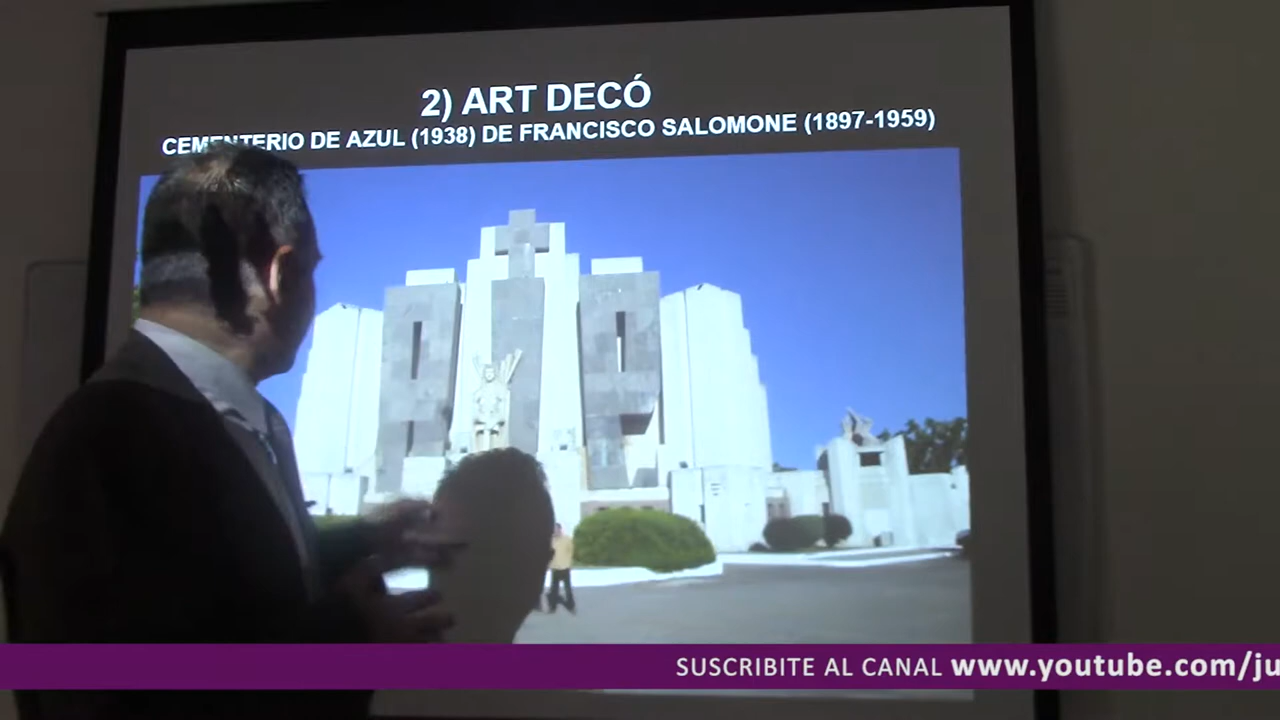 2) ART DECÓ
CEMENTERIO DE AZUL (1938) DE FRANCISCO SALOMONE (1897-1959)
SUSCRIBITE AL CANAL www.youtube.com/ju